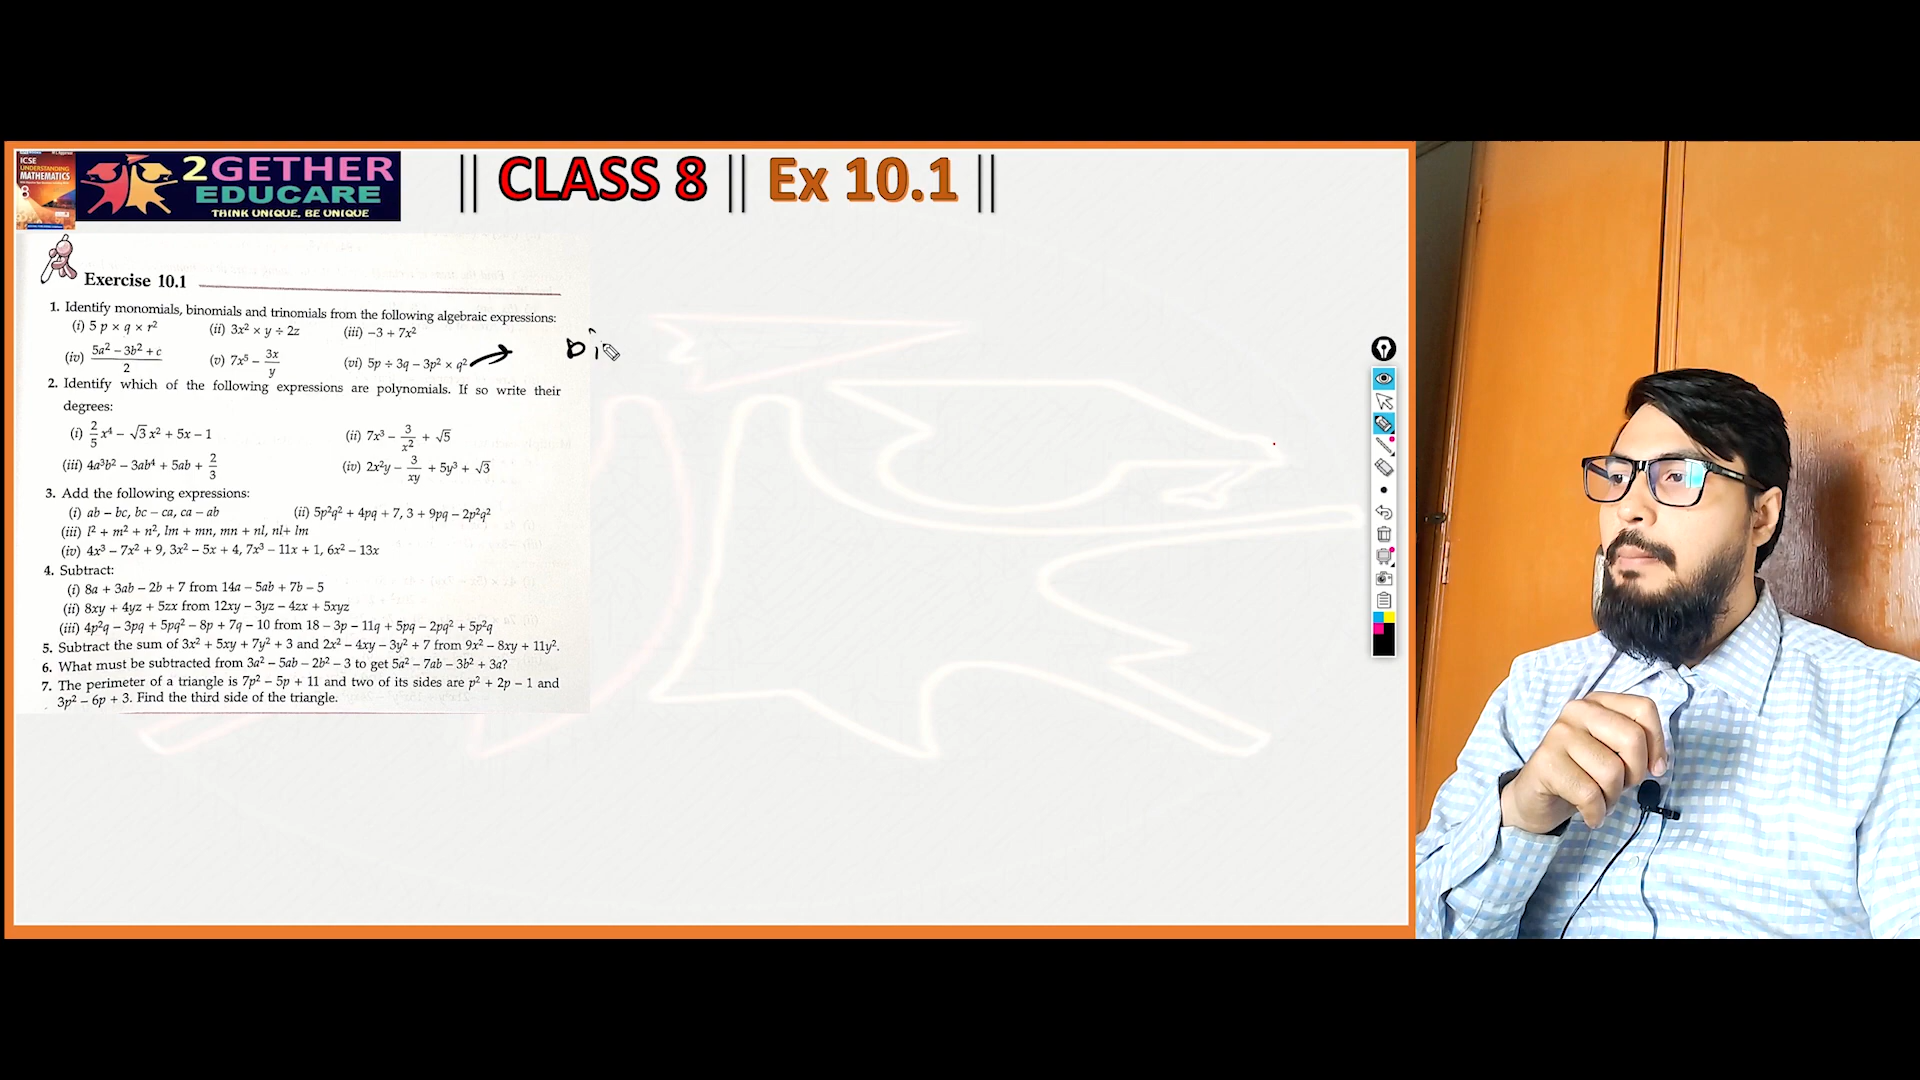 ICSE
UNDERSTANDING
MATHEMATICS
8
2GETHER
EDUCARE
THINK UNIQUE, BE UNIQUE
|| CLASS 8 || Ex 10.1 ||
Exercise 10.1
1. Identify monomials, binomials and trinomials from the following algebraic expressions:
(i) 5 p × q × r² (ii) 3x² × y ÷ 2z (iii) −3 + 7x²
(iv) (5a² − 3b² + c)/2 (v) 7x⁵ − 3x/y (vi) 5p ÷ 3q − 3p² × q² → bi
2. Identify which of the following expressions are polynomials. If so write their
degrees:
(i) 2/5 x⁴ − √3 x² + 5x − 1 (ii) 7x³ − 3/x² + √5
(iii) 4a³b² − 3ab⁴ + 5ab + 2/3 (iv) 2x²y − 3/xy + 5y³ + √3
3. Add the following expressions:
(i) ab − bc, bc − ca, ca − ab (ii) 5p²q² + 4pq + 7, 3 + 9pq − 2p²q²
(iii) l² + m² + n², lm + mn, mn + nl, nl+ lm
(iv) 4x³ − 7x² + 9, 3x² − 5x + 4, 7x³ − 11x + 1, 6x² − 13x
4. Subtract:
(i) 8a + 3ab − 2b + 7 from 14a − 5ab + 7b − 5
(ii) 8xy + 4yz + 5zx from 12xy − 3yz − 4zx + 5xyz
(iii) 4p²q − 3pq + 5pq² − 8p + 7q − 10 from 18 − 3p − 11q + 5pq − 2pq² + 5p²q
5. Subtract the sum of 3x² + 5xy + 7y² + 3 and 2x² − 4xy − 3y² + 7 from 9x² − 8xy + 11y².
6. What must be subtracted from 3a² − 5ab − 2b² − 3 to get 5a² − 7ab − 3b² + 3a?
7. The perimeter of a triangle is 7p² − 5p + 11 and two of its sides are p² + 2p − 1 and
3p² − 6p + 3. Find the third side of the triangle.